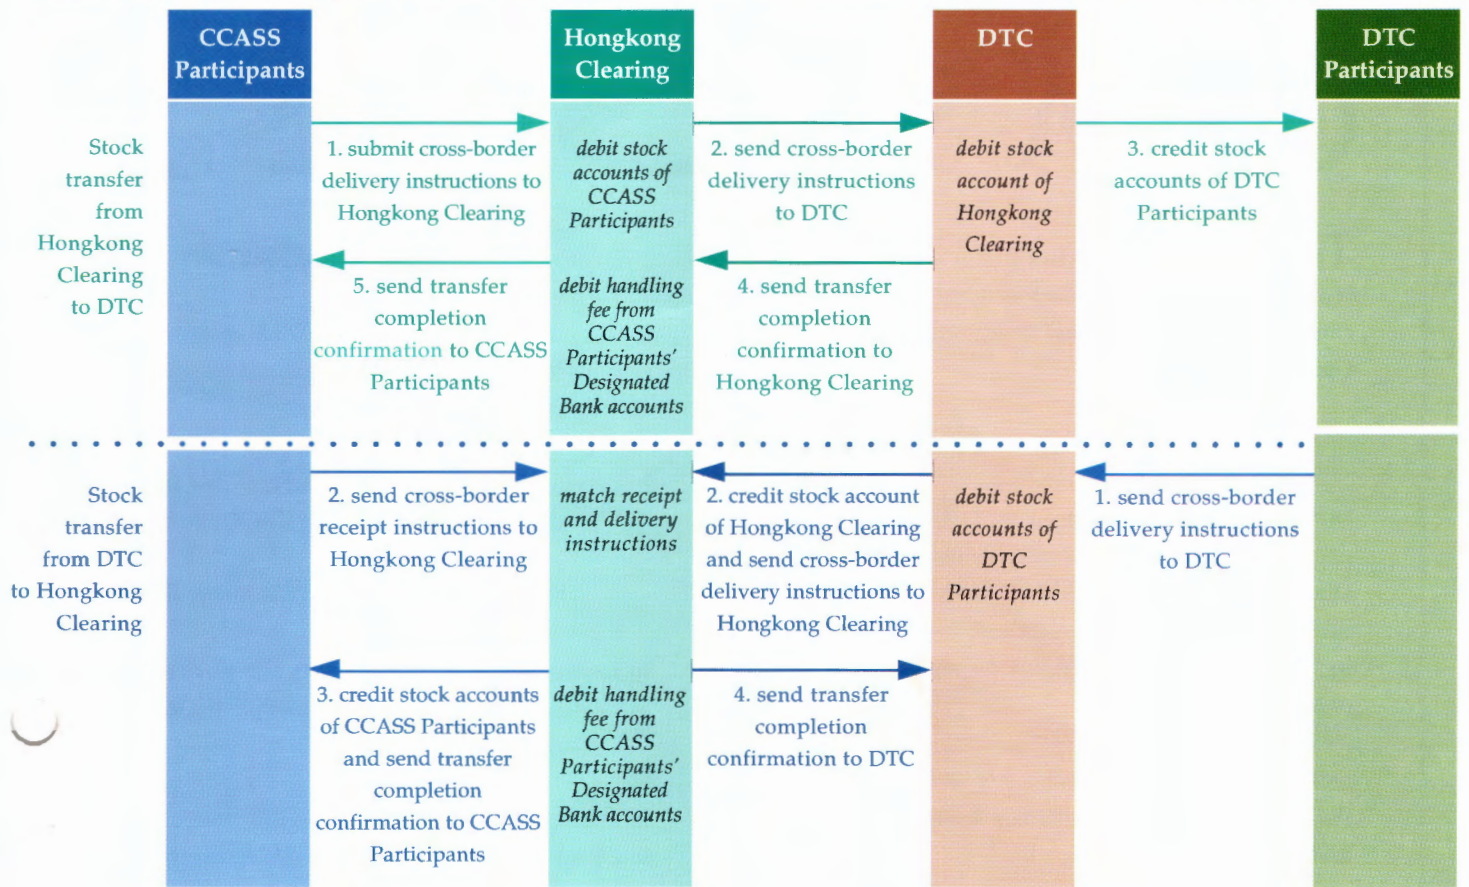 CCASS
Participants
Hongkong
Clearing
DTC
DTC
Participants
Stock
transfer
from
Hongkong
Clearing
to DTC
1. submit cross-border
delivery instructions to
Hongkong Clearing
debit stock
accounts of
CCASS
Participants
2. send cross-border
delivery instructions
to DTC
debit stock
account of
Hongkong
Clearing
3. credit stock
accounts of DTC
Participants
5. send transfer
completion
confirmation to CCASS
Participants
debit handling
fee from
CCASS
Participants'
Designated
Bank accounts
4. send transfer
completion
confirmation to
Hongkong Clearing
Stock
transfer
from DTC
to Hongkong
Clearing
2. send cross-border
receipt instructions to
Hongkong Clearing
match receipt
and delivery
instructions
2. credit stock account
of Hongkong Clearing
and send cross-border
delivery instructions to
Hongkong Clearing
debit stock
accounts of
DTC
Participants
1. send cross-border
delivery instructions
to DTC
3. credit stock accounts
of CCASS Participants
and send transfer
completion
confirmation to CCASS
Participants
debit handling
fee from
CCASS
Participants'
Designated
Bank accounts
4. send transfer
completion
confirmation to DTC